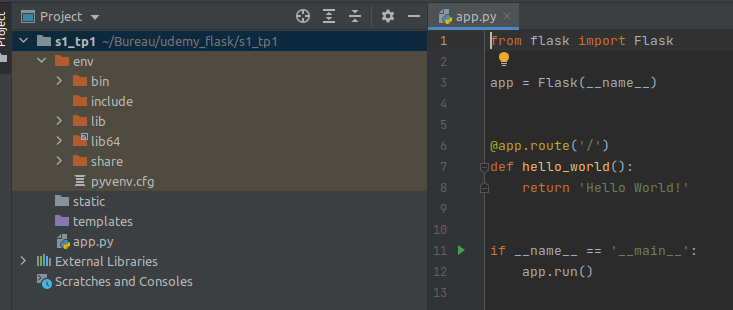 Project
Project
s1_tp1 ~/Bureau/udemy_flask/s1_tp1
env
bin
include
lib
lib64
share
pyvenv.cfg
static
templates
app.py
External Libraries
Scratches and Consoles
app.py
1 from flask import Flask
2
3 app = Flask(__name__)
4
5
6 @app.route('/')
7 def hello_world():
8     return 'Hello World!'
9
10
11 if __name__ == '__main__':
12     app.run()
13